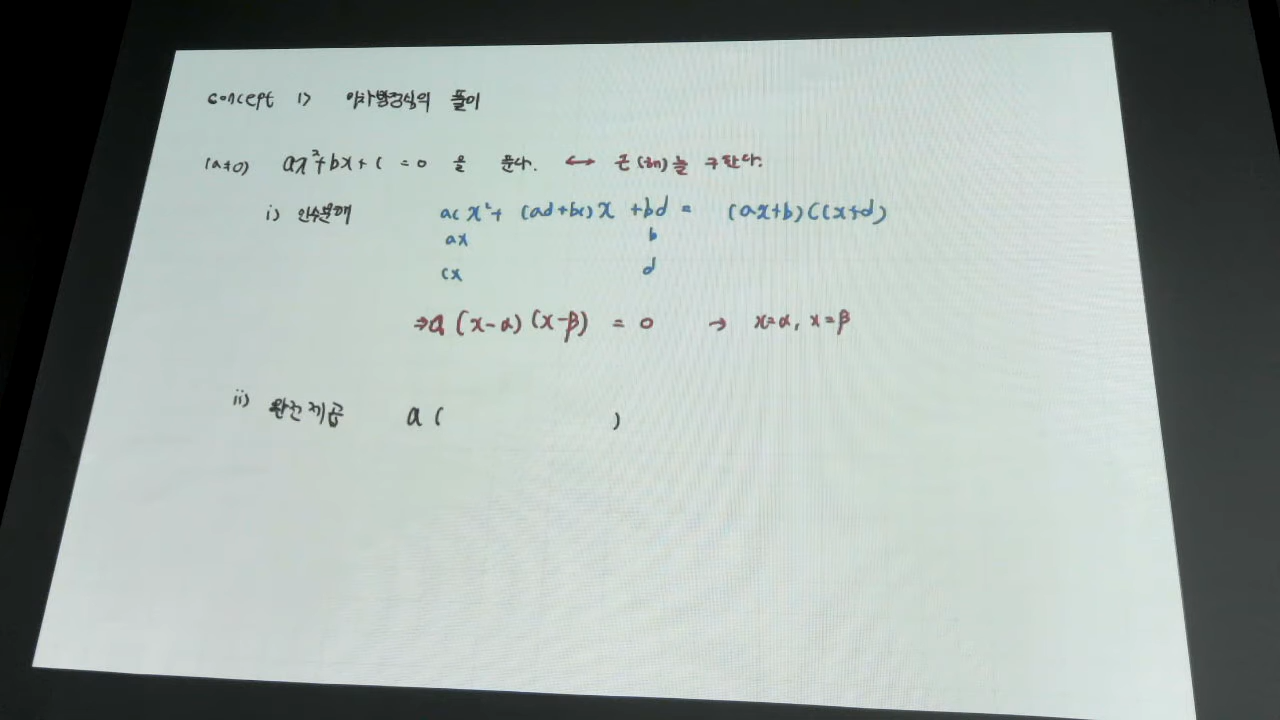 concept 1> 이차방정식의 풀이
(a≠0) ax²+bx+c = 0 을 푼다. ↔ 근(해)를 구한다.
i) 인수분해 acx²+ (ad+bc)x +bd = (ax+b)(cx+d)
ax b
cx d
⇒a (x-α)(x-β) = 0 → x=α, x=β
ii) 완전제곱 a ( )